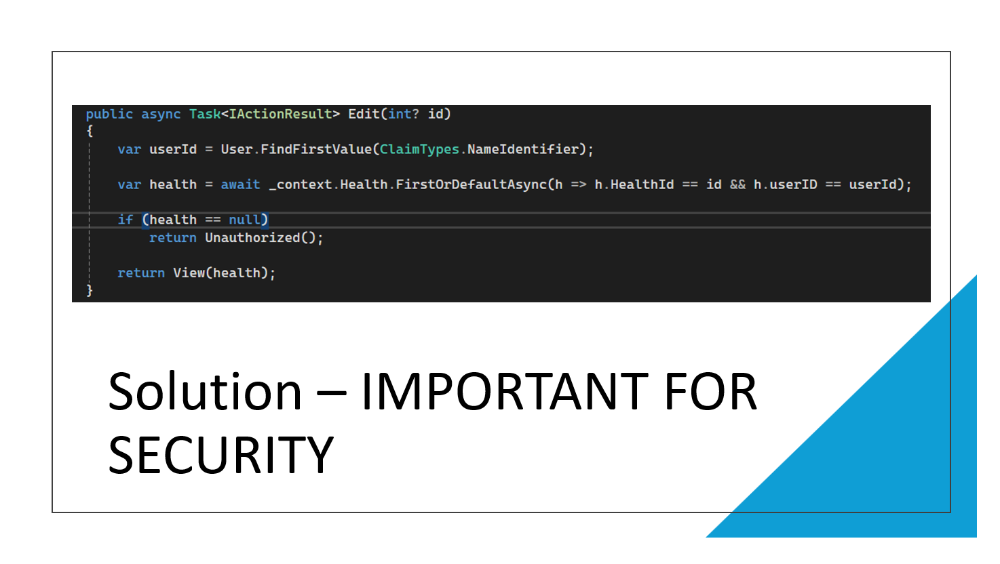 public async Task<IActionResult> Edit(int? id)
{
var userId = User.FindFirstValue(ClaimTypes.NameIdentifier);
var health = await _context.Health.FirstOrDefaultAsync(h => h.HealthId == id && h.userID == userId);
if (health == null)
return Unauthorized();
return View(health);
}
Solution – IMPORTANT FOR
SECURITY